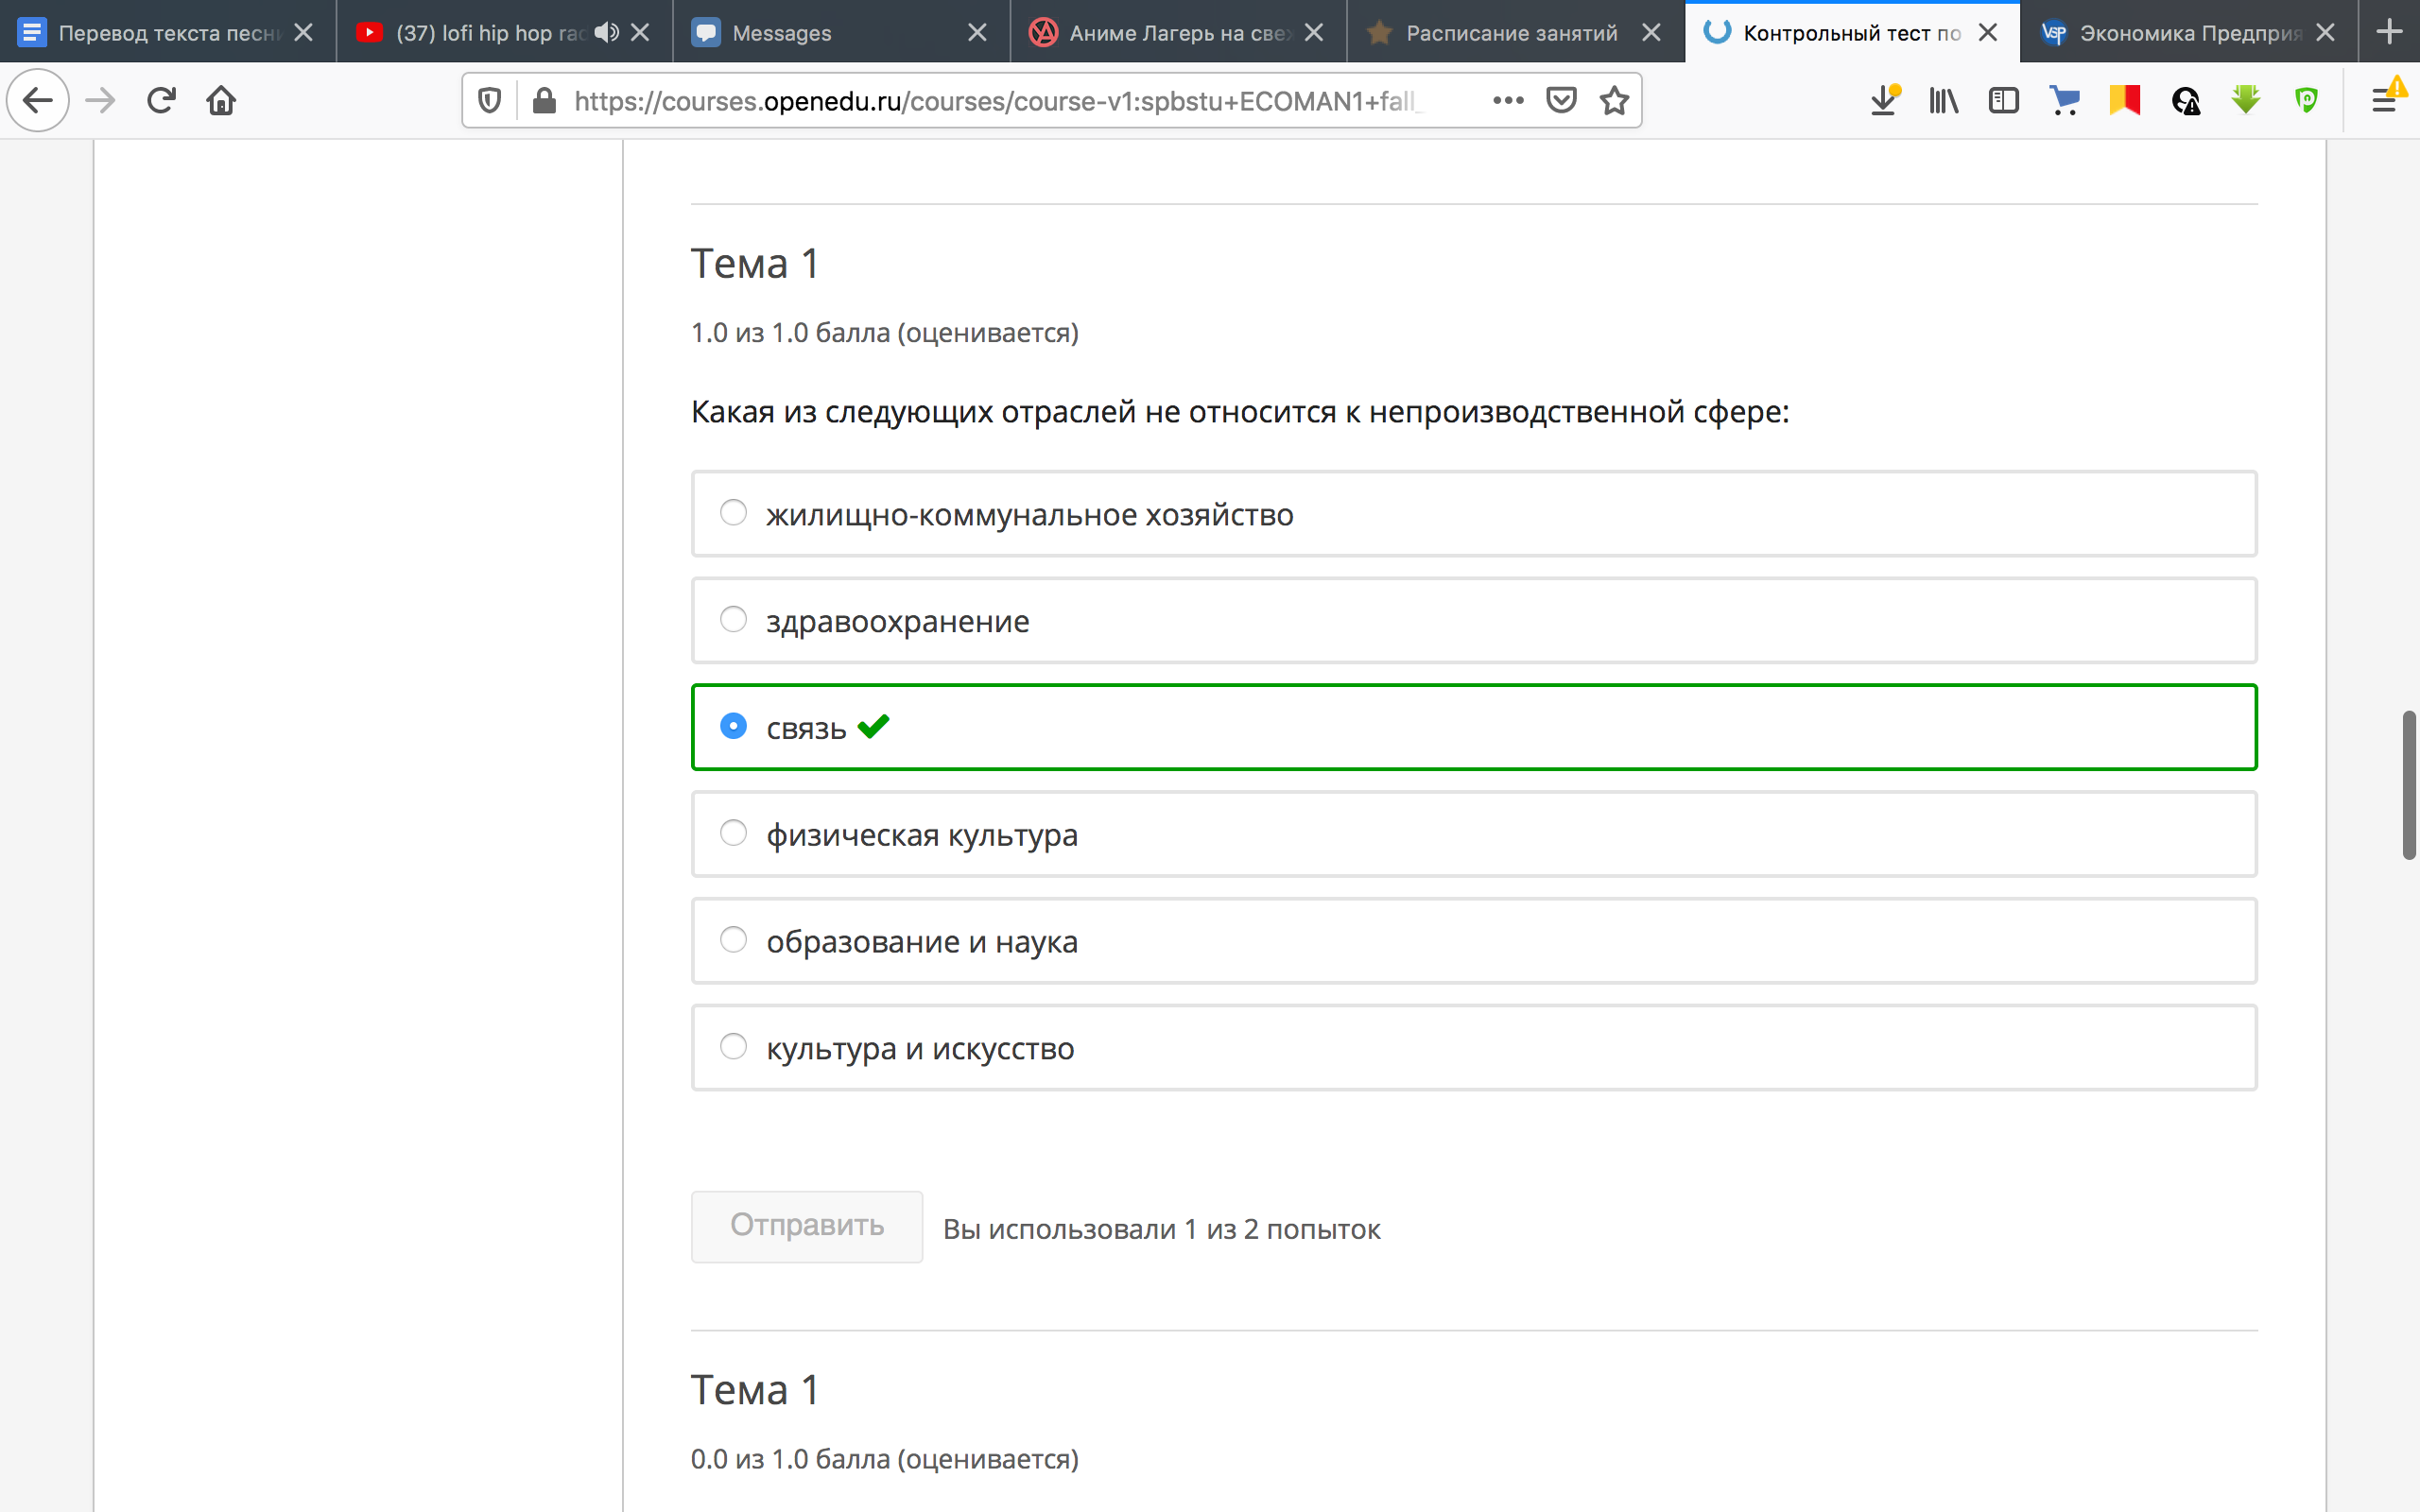 Перевод текста песн
(37) lofi hip hop rad
Messages
Аниме Лагерь на свеж
Расписание занятий
Контрольный тест по
VSP Экономика Предприя
https://courses.openedu.ru/courses/course-v1:spbstu+ECOMAN1+fall_
Тема 1
1.0 из 1.0 балла (оценивается)
Какая из следующих отраслей не относится к непроизводственной сфере:
жилищно-коммунальное хозяйство
здравоохранение
связь
физическая культура
образование и наука
культура и искусство
Отправить
Вы использовали 1 из 2 попыток
Тема 1
0.0 из 1.0 балла (оценивается)